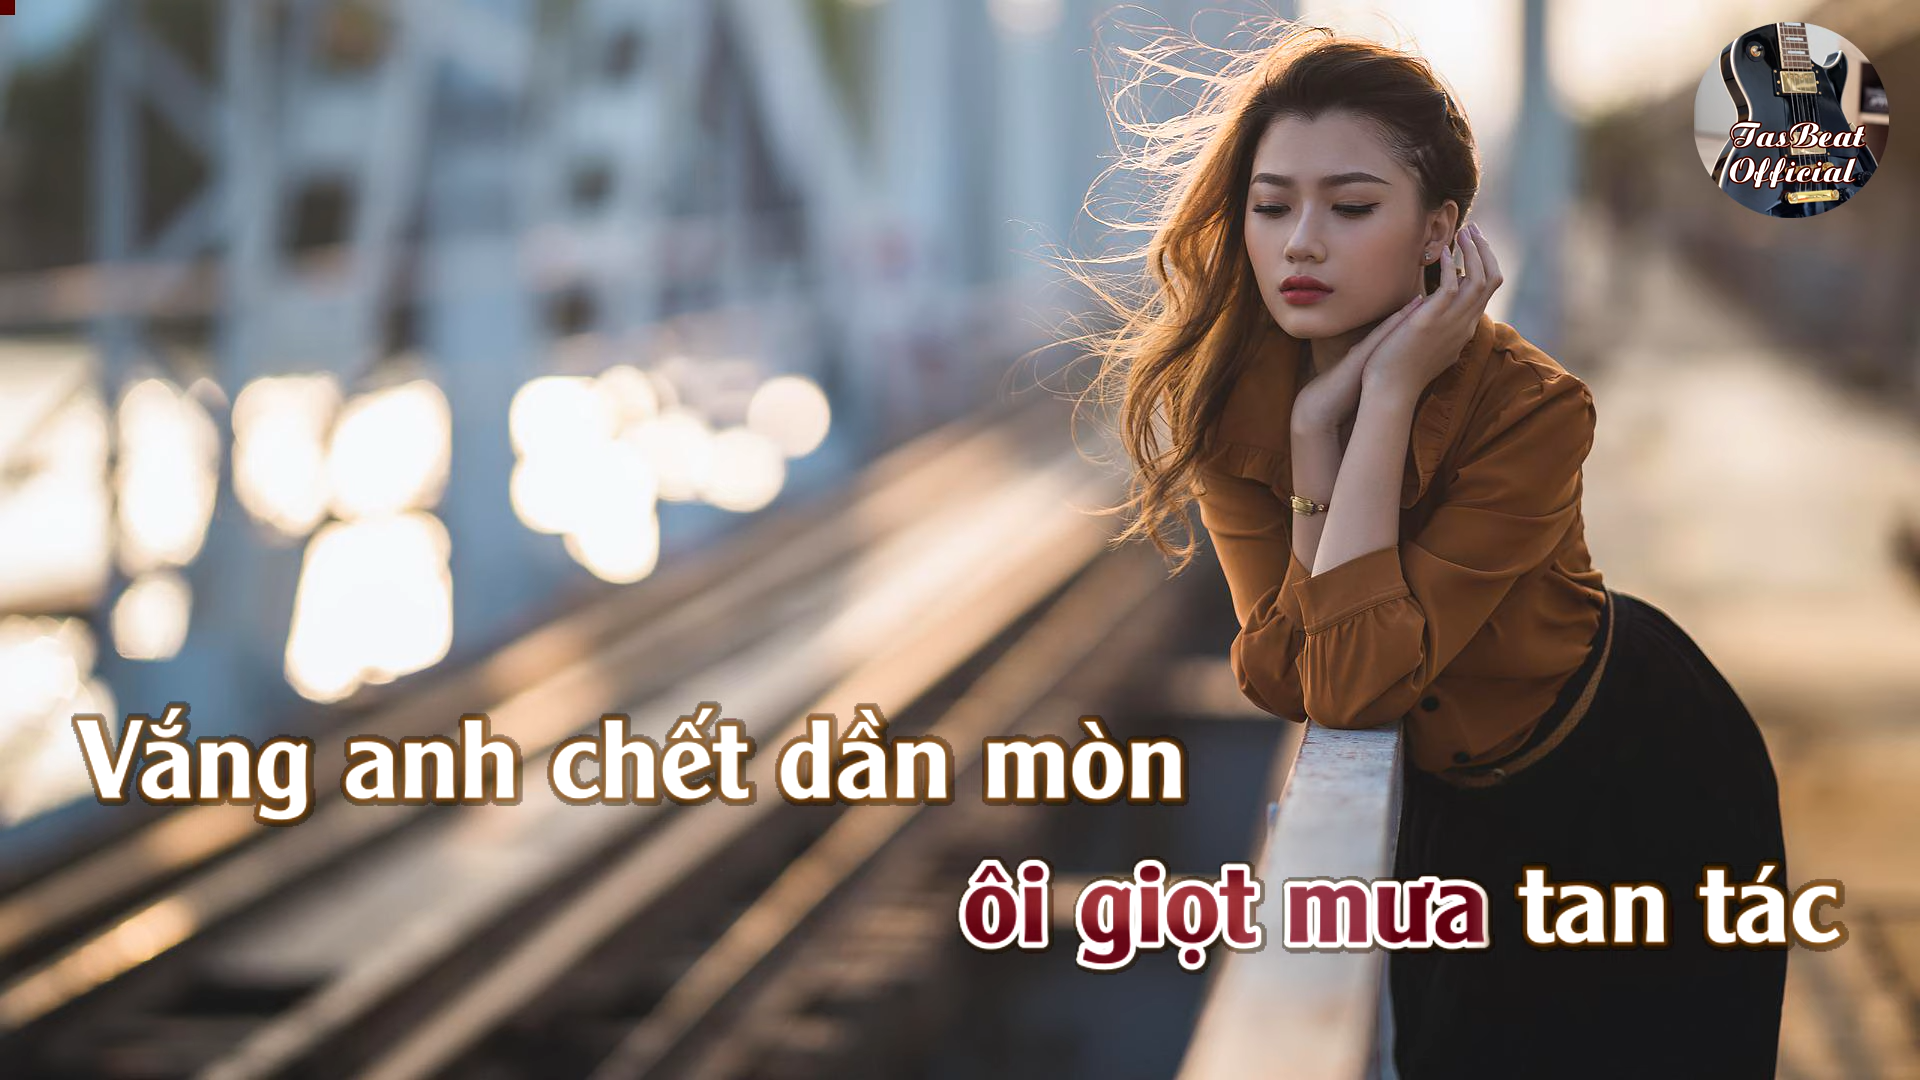 TasBeat
Official
Vắng anh chết dần mòn
ôi giọt mưa tan tác